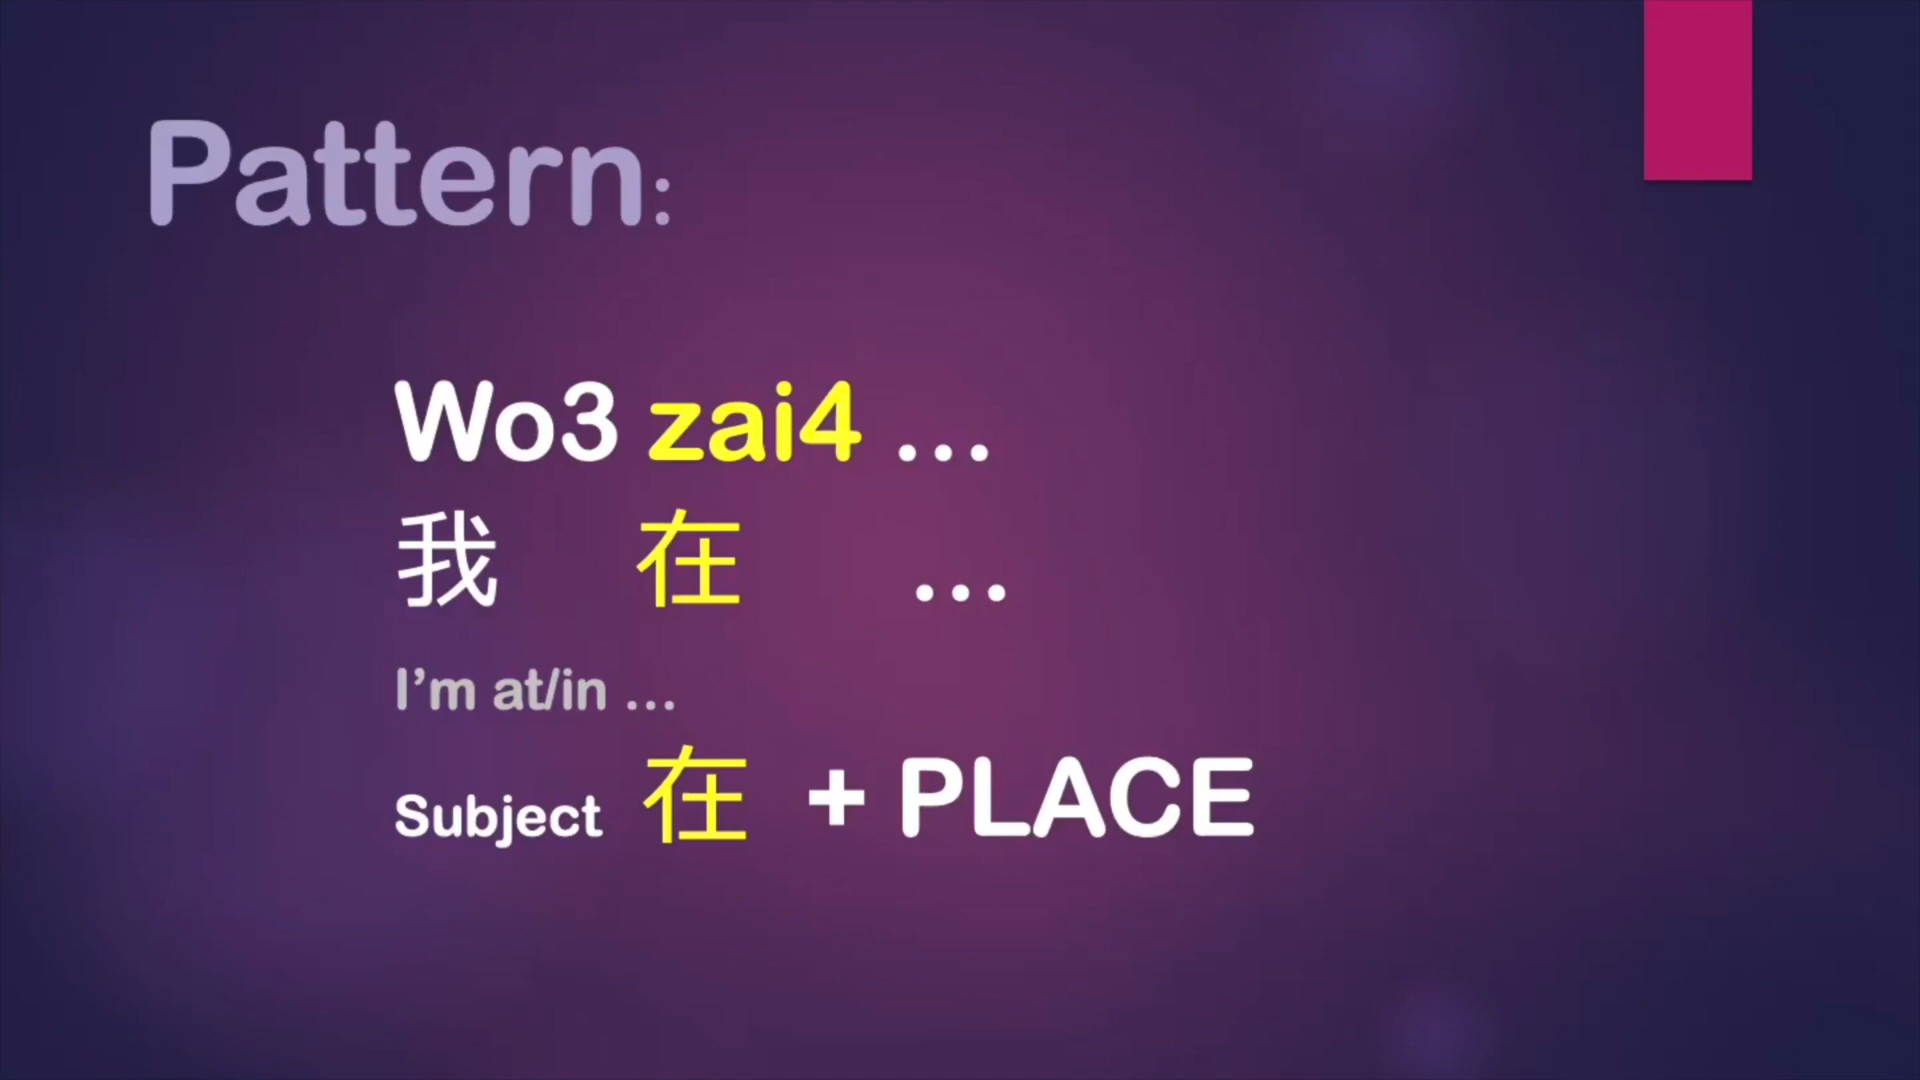 Pattern:
Wo3 zai4 ...
我 在 ...
I’m at/in ...
Subject 在 + PLACE